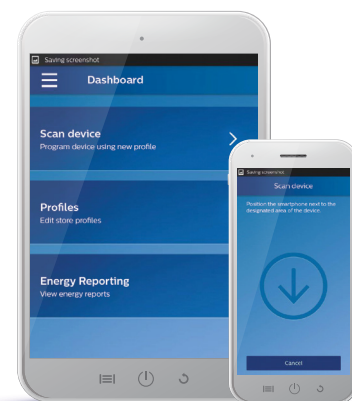 Saving screenshot
Dashboard
Scan device
Program device using new profile
Profiles
Edit store profiles
Energy Reporting
View energy reports
Saving screenshot
Scan device
Position the smartphone next to the
designated area of the device.
Cancel